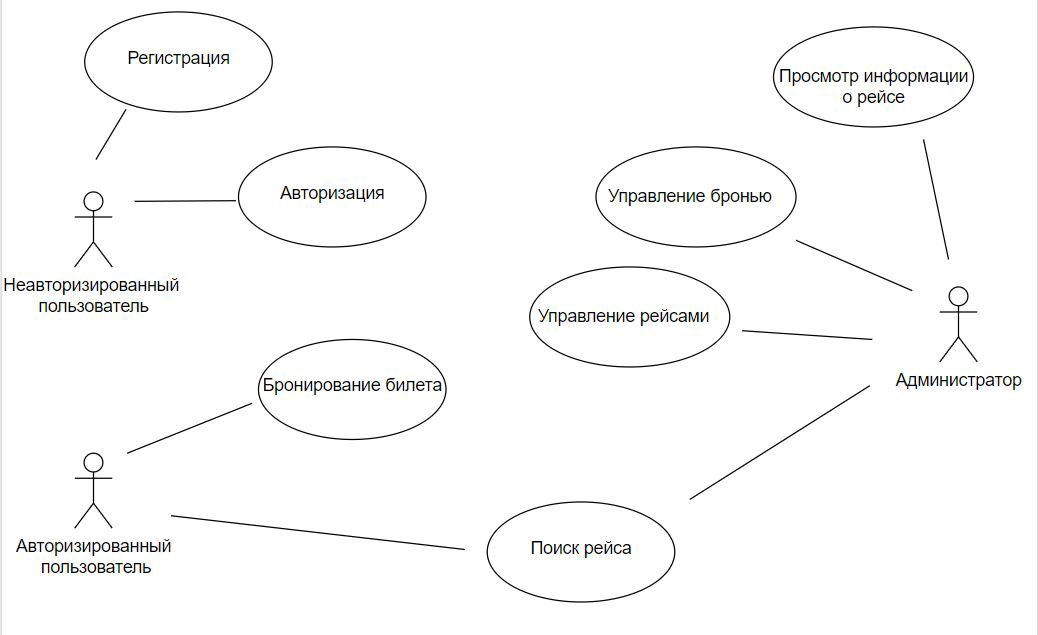 Регистрация
Просмотр информации
о рейсе
Авторизация
Управление бронью
Неавторизированный
пользователь
Управление рейсами
Администратор
Бронирование билета
Авторизированный
пользователь
Поиск рейса